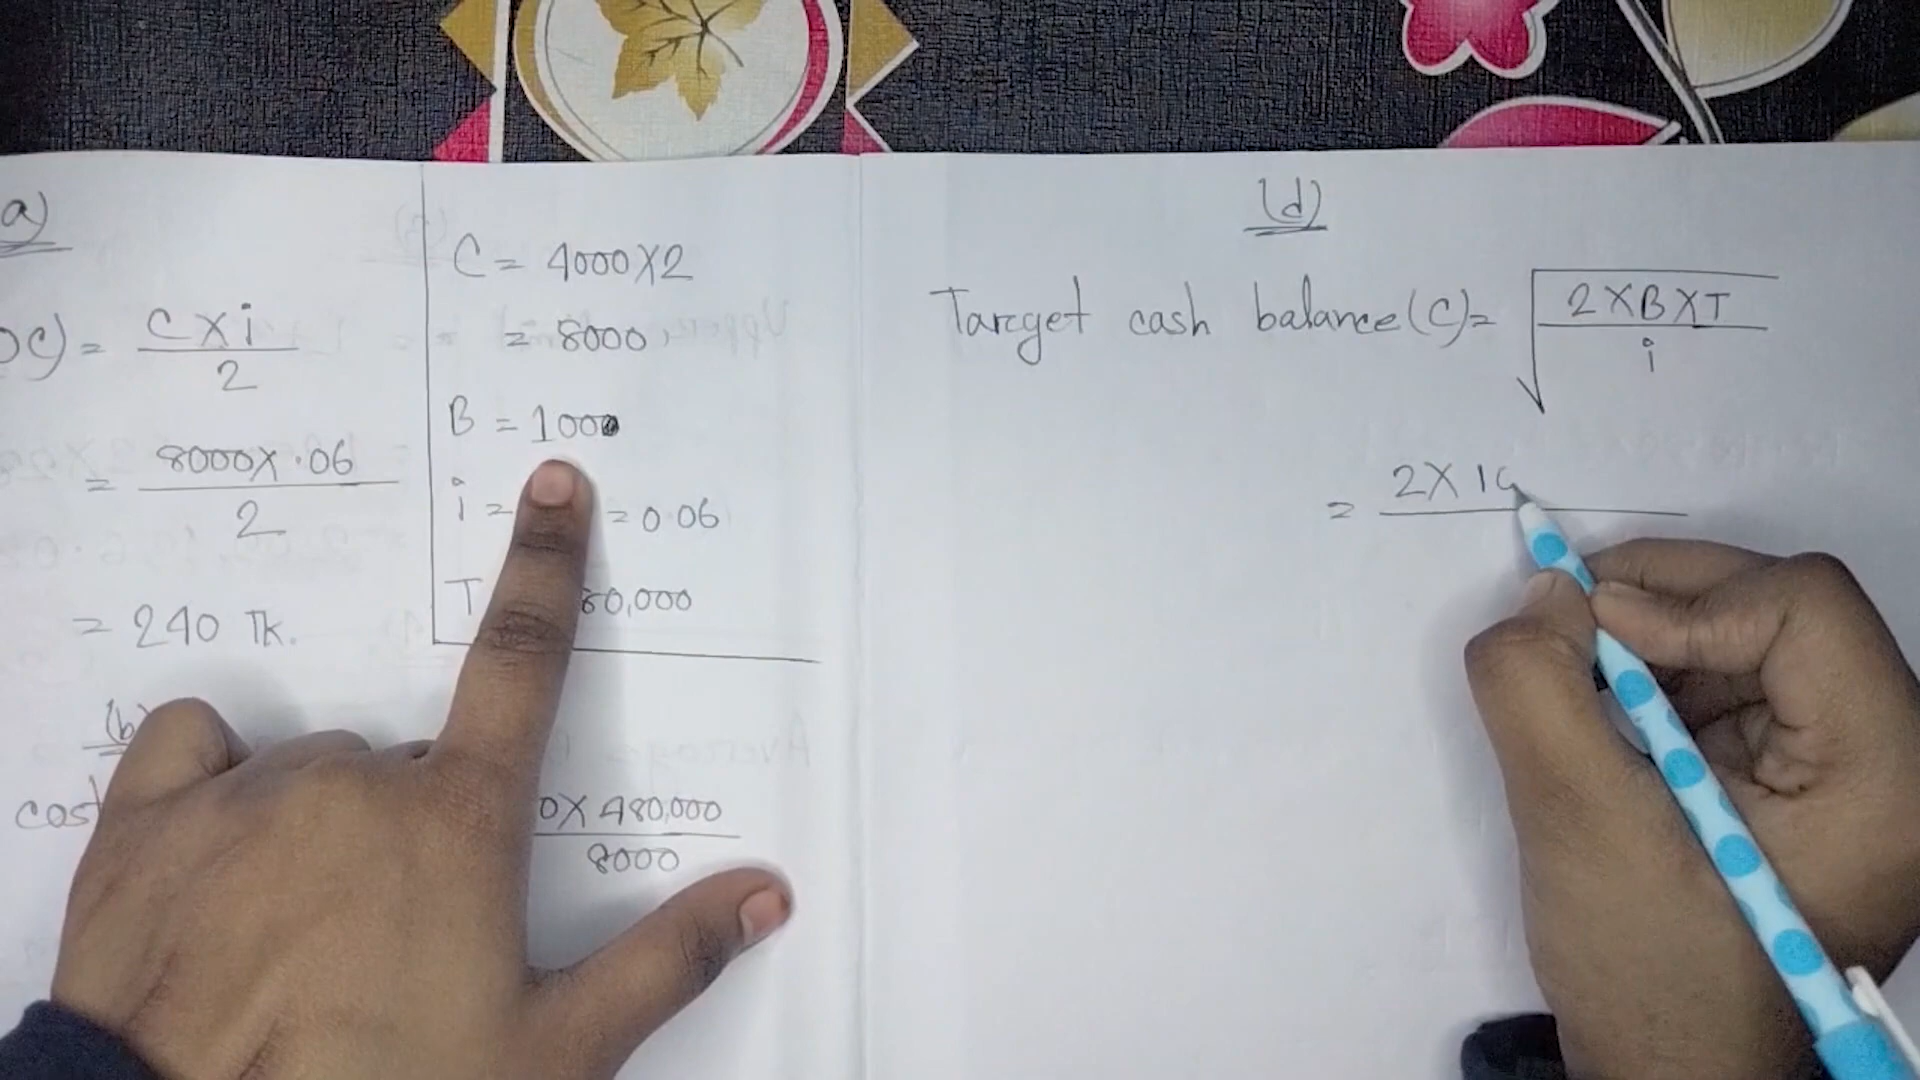 a)
C) = C X i / 2
= 8000 X .06 / 2
= 240 Tk.
(b)
cost
0 X 480,000 / 8000
C = 4000 X 2
= 8000,
B = 1000
i = = 0.06
T 80,000
(d)
Target cash balance (C) = √ 2 X B X T / i
= 2 X 10